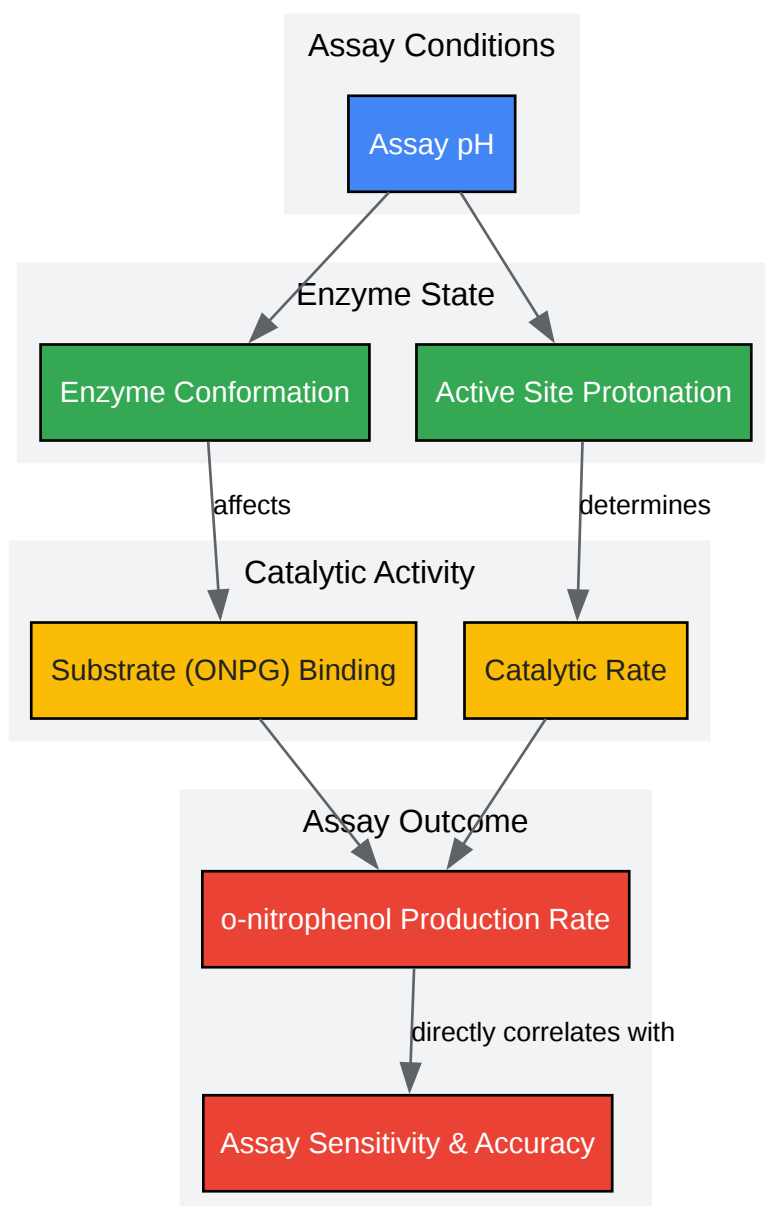 Assay Conditions
Assay pH
Enzyme State
Enzyme Conformation
Active Site Protonation
affects
determines
Catalytic Activity
Substrate (ONPG) Binding
Catalytic Rate
Assay Outcome
o-nitrophenol Production Rate
directly correlates with
Assay Sensitivity & Accuracy